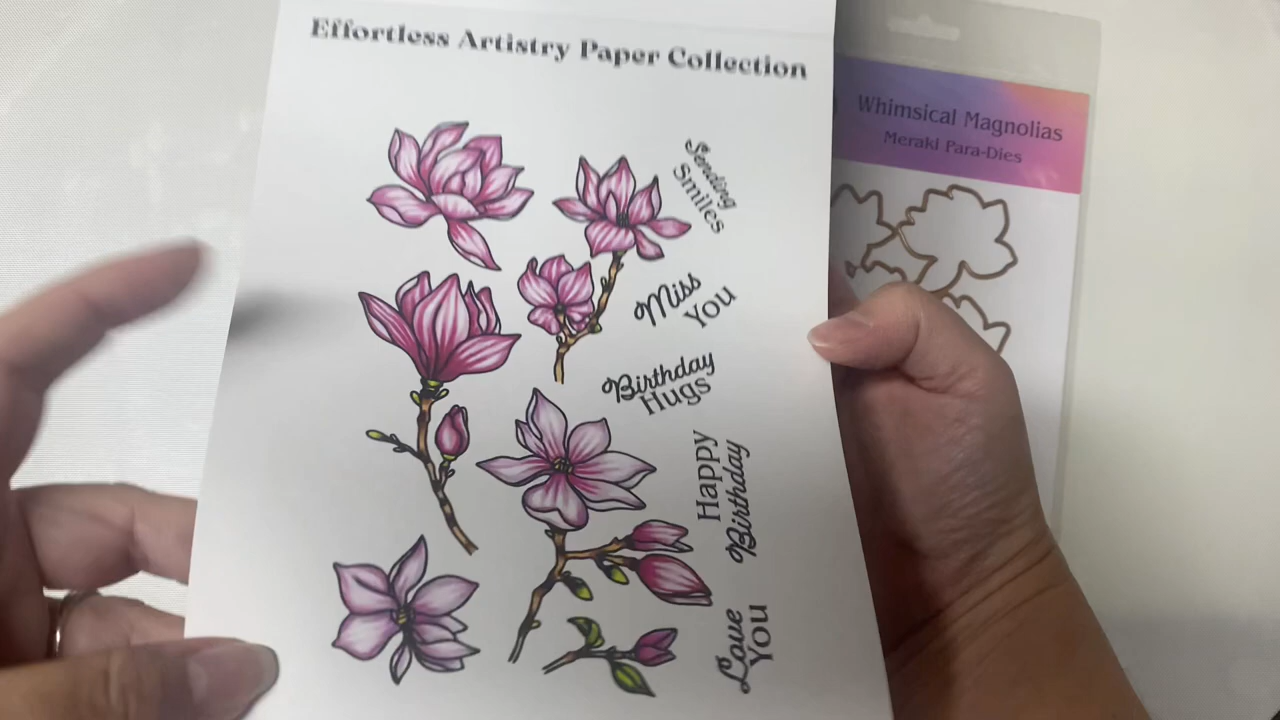 Effortless Artistry Paper Collection
Whimsical Magnolias
Meraki Para-Dies
Sending
Smiles
Miss
You
Birthday
Hugs
Happy
Birthday
Love
You